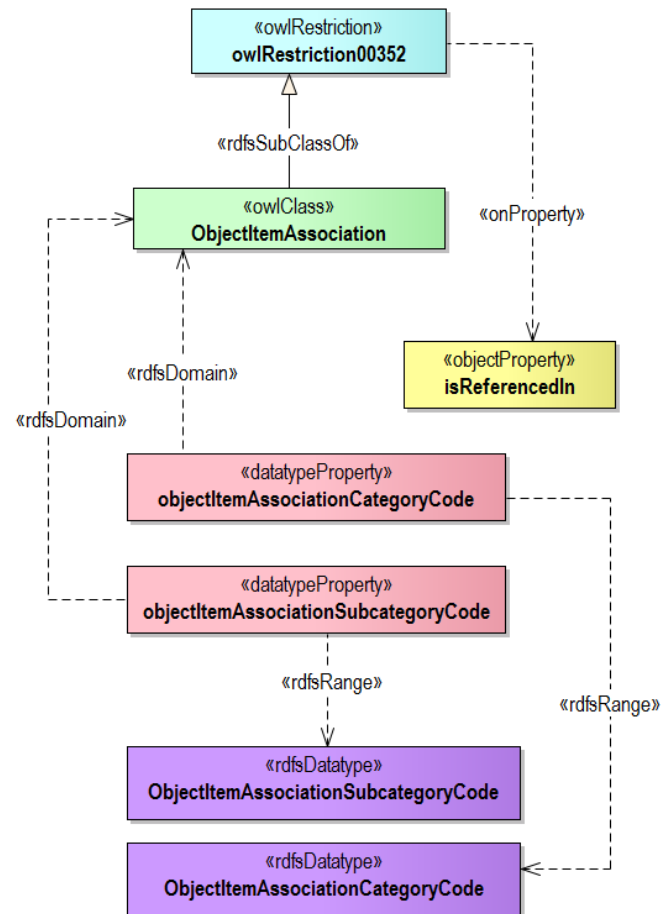 «owlRestriction»
owlRestriction00352
«rdfsSubClassOf»
«owlClass»
ObjectItemAssociation
«onProperty»
«objectProperty»
isReferencedIn
«rdfsDomain»
«rdfsDomain»
«datatypeProperty»
objectItemAssociationCategoryCode
«datatypeProperty»
objectItemAssociationSubcategoryCode
«rdfsRange»
«rdfsRange»
«rdfsDatatype»
ObjectItemAssociationSubcategoryCode
«rdfsDatatype»
ObjectItemAssociationCategoryCode